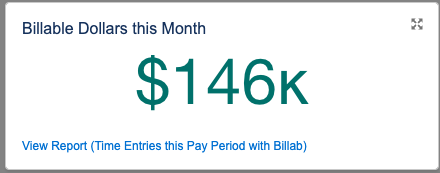 Billable Dollars this Month
$146K
View Report (Time Entries this Pay Period with Billab)